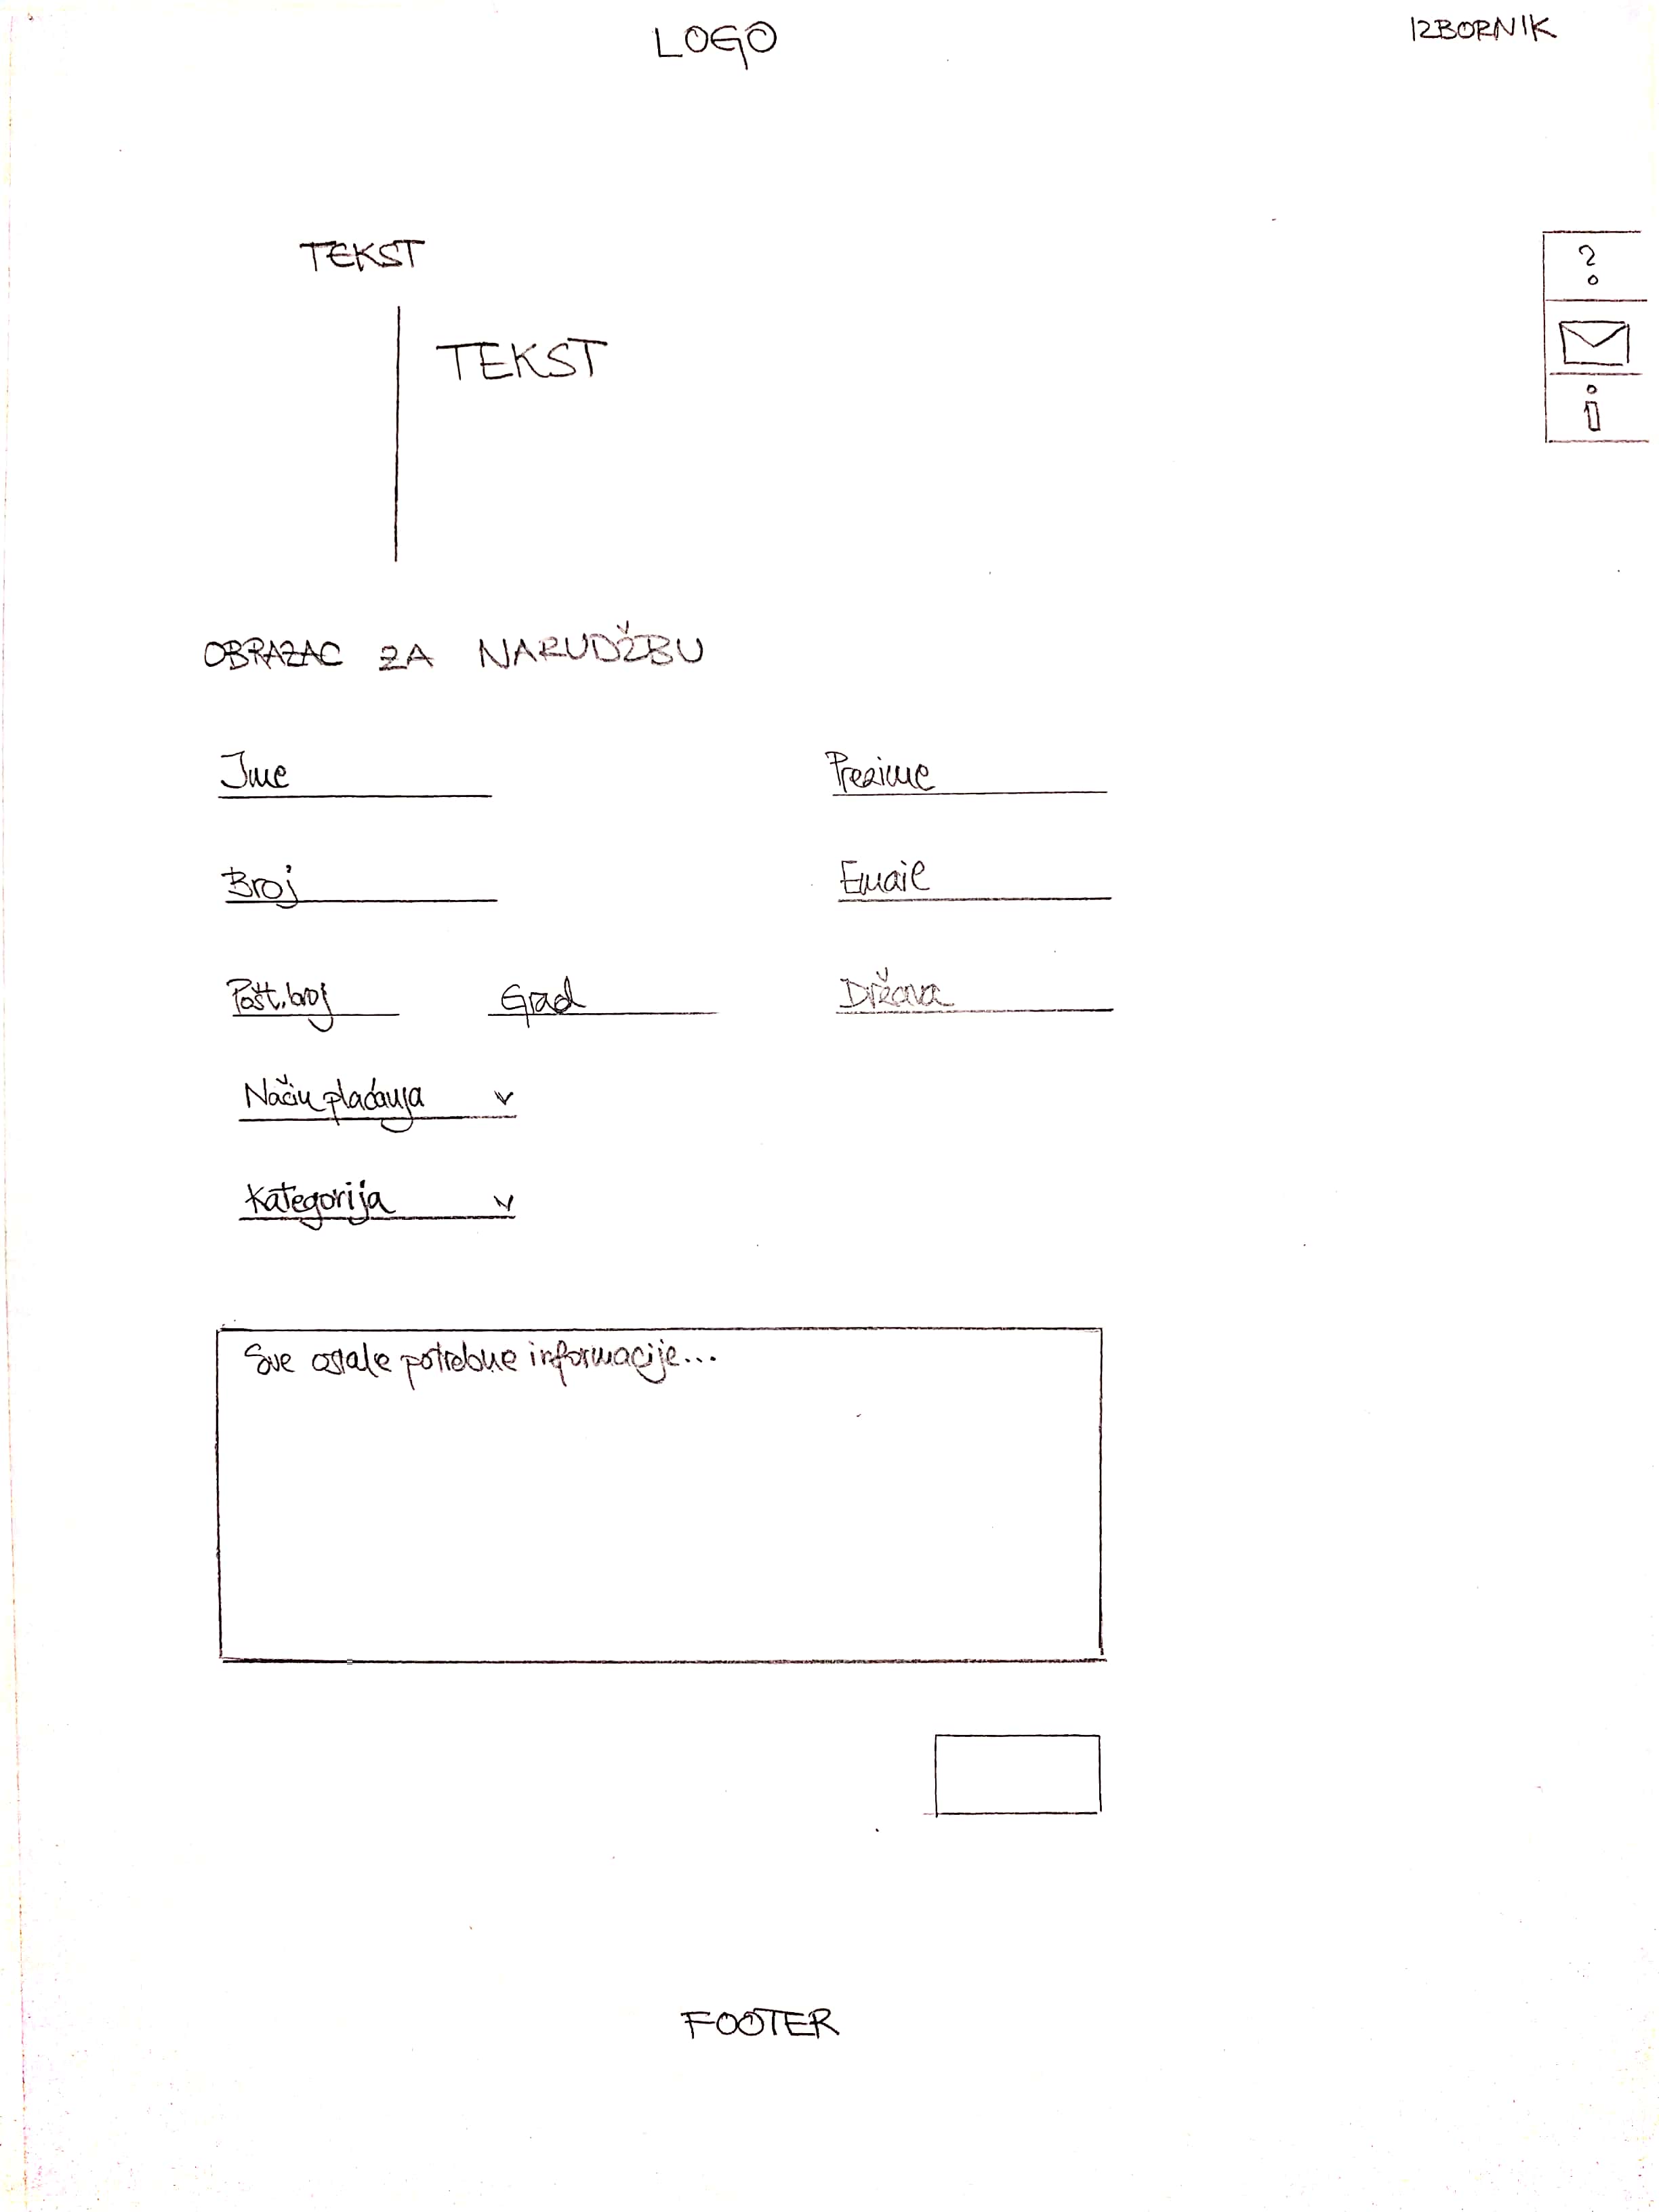 LOGO
IZBORNIK
TEKST
TEKST
?
i
OBRAZAC ZA NARUDŽBU
Ime
Prezime
Broj
Email
Pošt. broj
Grad
Država
Način plaćanja
Kategorija
Sve ostale potrebne informacije...
FOOTER